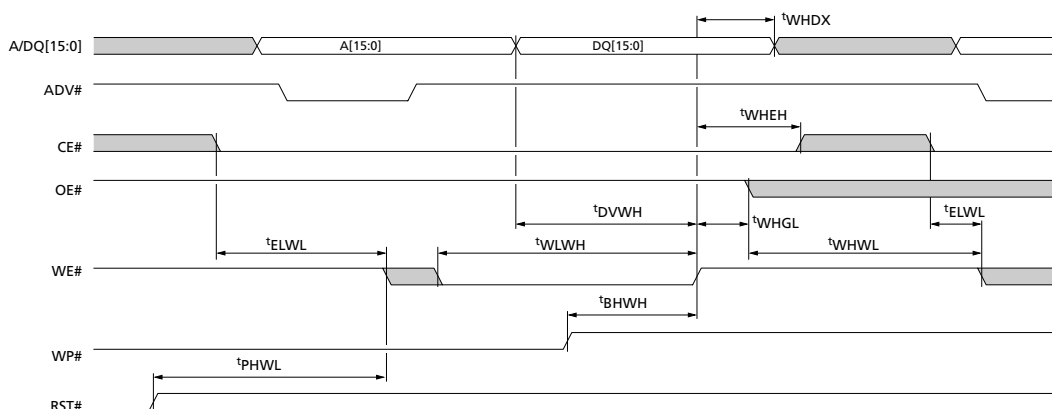 tWHDX
A/DQ[15:0] A[15:0] DQ[15:0]
ADV#
tWHEH
CE#
OE#
tDVWH tWHGL tELWL
tELWL tWLWH tWHWL
WE#
tBHWH
WP#
tPHWL
RST#